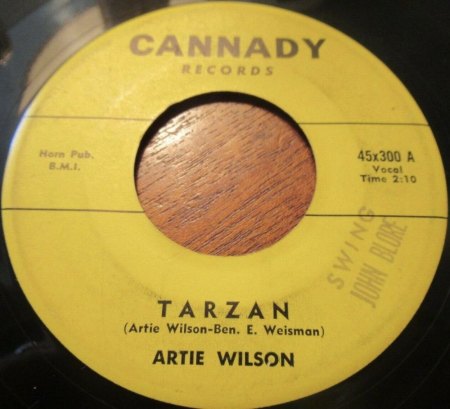 CANNADY
RECORDS
Horn Pub.
B.M.I.
45x300 A
Vocal
Time 2:10
SWING
JOHN BLORE
TARZAN
(Artie Wilson-Ben. E. Weisman)
ARTIE WILSON